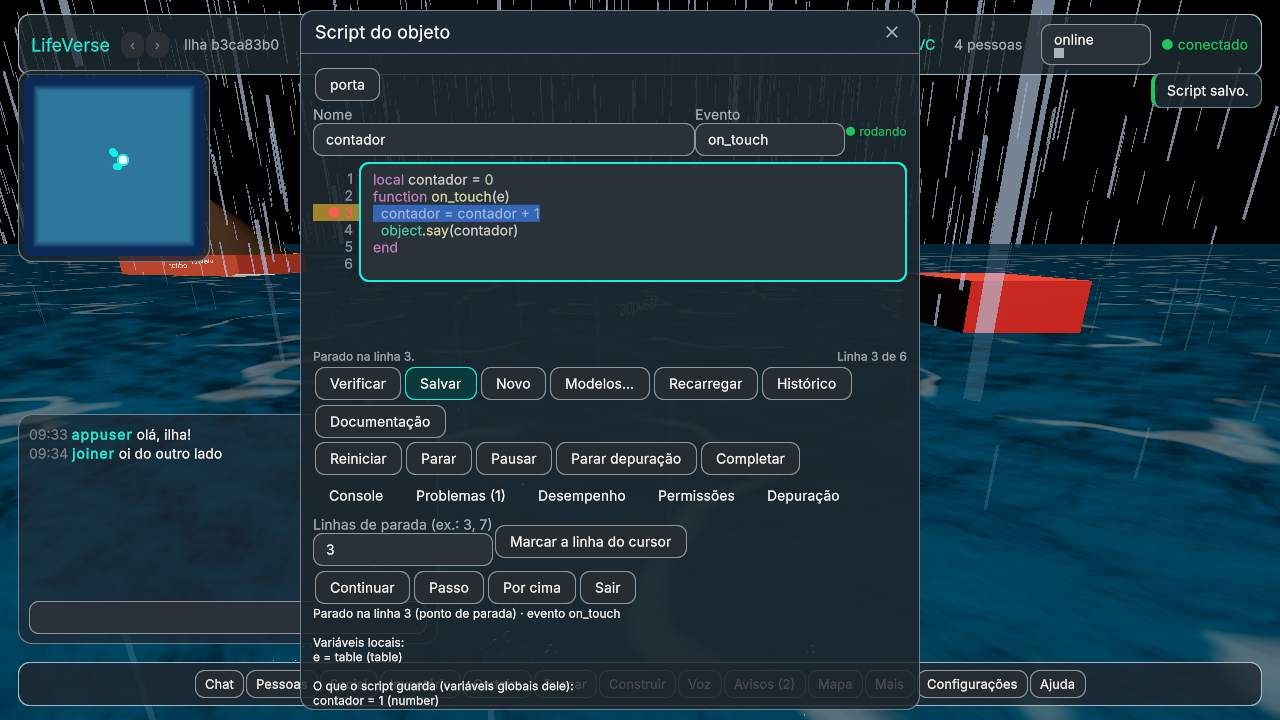 Script do objeto
LifeVerse
Ilha b3ca83b0
VC
4 pessoas
online
conectado
Script salvo.
porta
Nome
Evento
contador
on_touch
rodando
1 local contador = 0
2 function on_touch(e)
3 contador = contador + 1
4 object.say(contador)
5 end
6
appuser
Parado na linha 3.
Linha 3 de 6
Verificar
Salvar
Novo
Modelos...
Recarregar
Histórico
Documentação
Reiniciar
Parar
Pausar
Parar depuração
Completar
Console
Problemas (1)
Desempenho
Permissões
Depuração
Linhas de parada (ex.: 3, 7)
3
Marcar a linha do cursor
Continuar
Passo
Por cima
Sair
Parado na linha 3 (ponto de parada) · evento on_touch
Variáveis locais:
e = table (table)
O que o script guarda (variáveis globais dele):
contador = 1 (number)
09:33 appuser olá, ilha!
09:34 joiner oi do outro lado
Chat
Pessoas
Construir
Voz
Avisos (2)
Mapa
Mais
Configurações
Ajuda